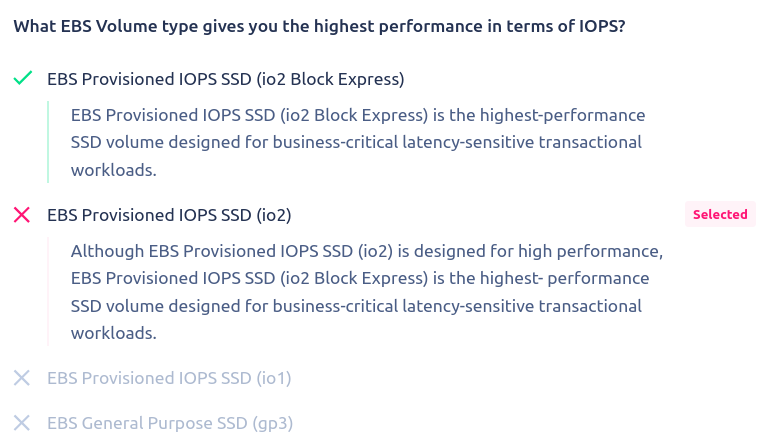 What EBS Volume type gives you the highest performance in terms of IOPS?
EBS Provisioned IOPS SSD (io2 Block Express)
EBS Provisioned IOPS SSD (io2 Block Express) is the highest-performance
SSD volume designed for business-critical latency-sensitive transactional
workloads.
EBS Provisioned IOPS SSD (io2)
Selected
Although EBS Provisioned IOPS SSD (io2) is designed for high performance,
EBS Provisioned IOPS SSD (io2 Block Express) is the highest- performance
SSD volume designed for business-critical latency-sensitive transactional
workloads.
EBS Provisioned IOPS SSD (io1)
EBS General Purpose SSD (gp3)